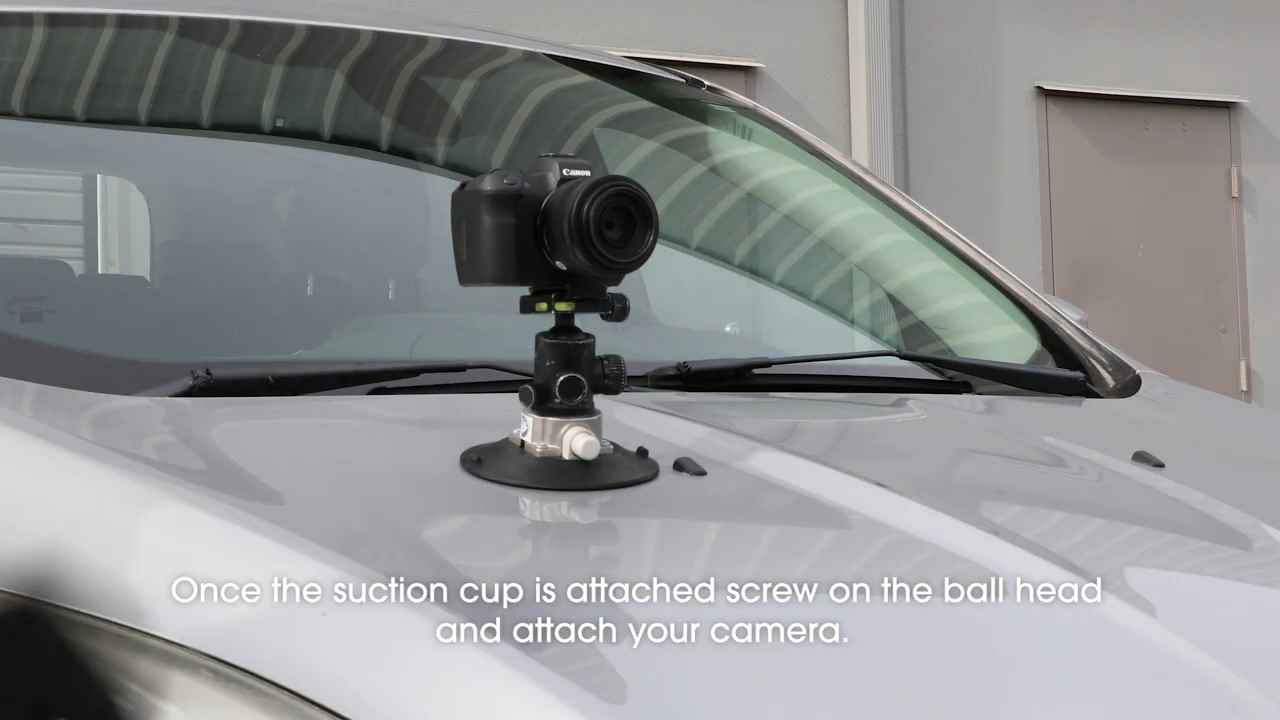 Canon
Once the suction cup is attached screw on the ball head
and attach your camera.